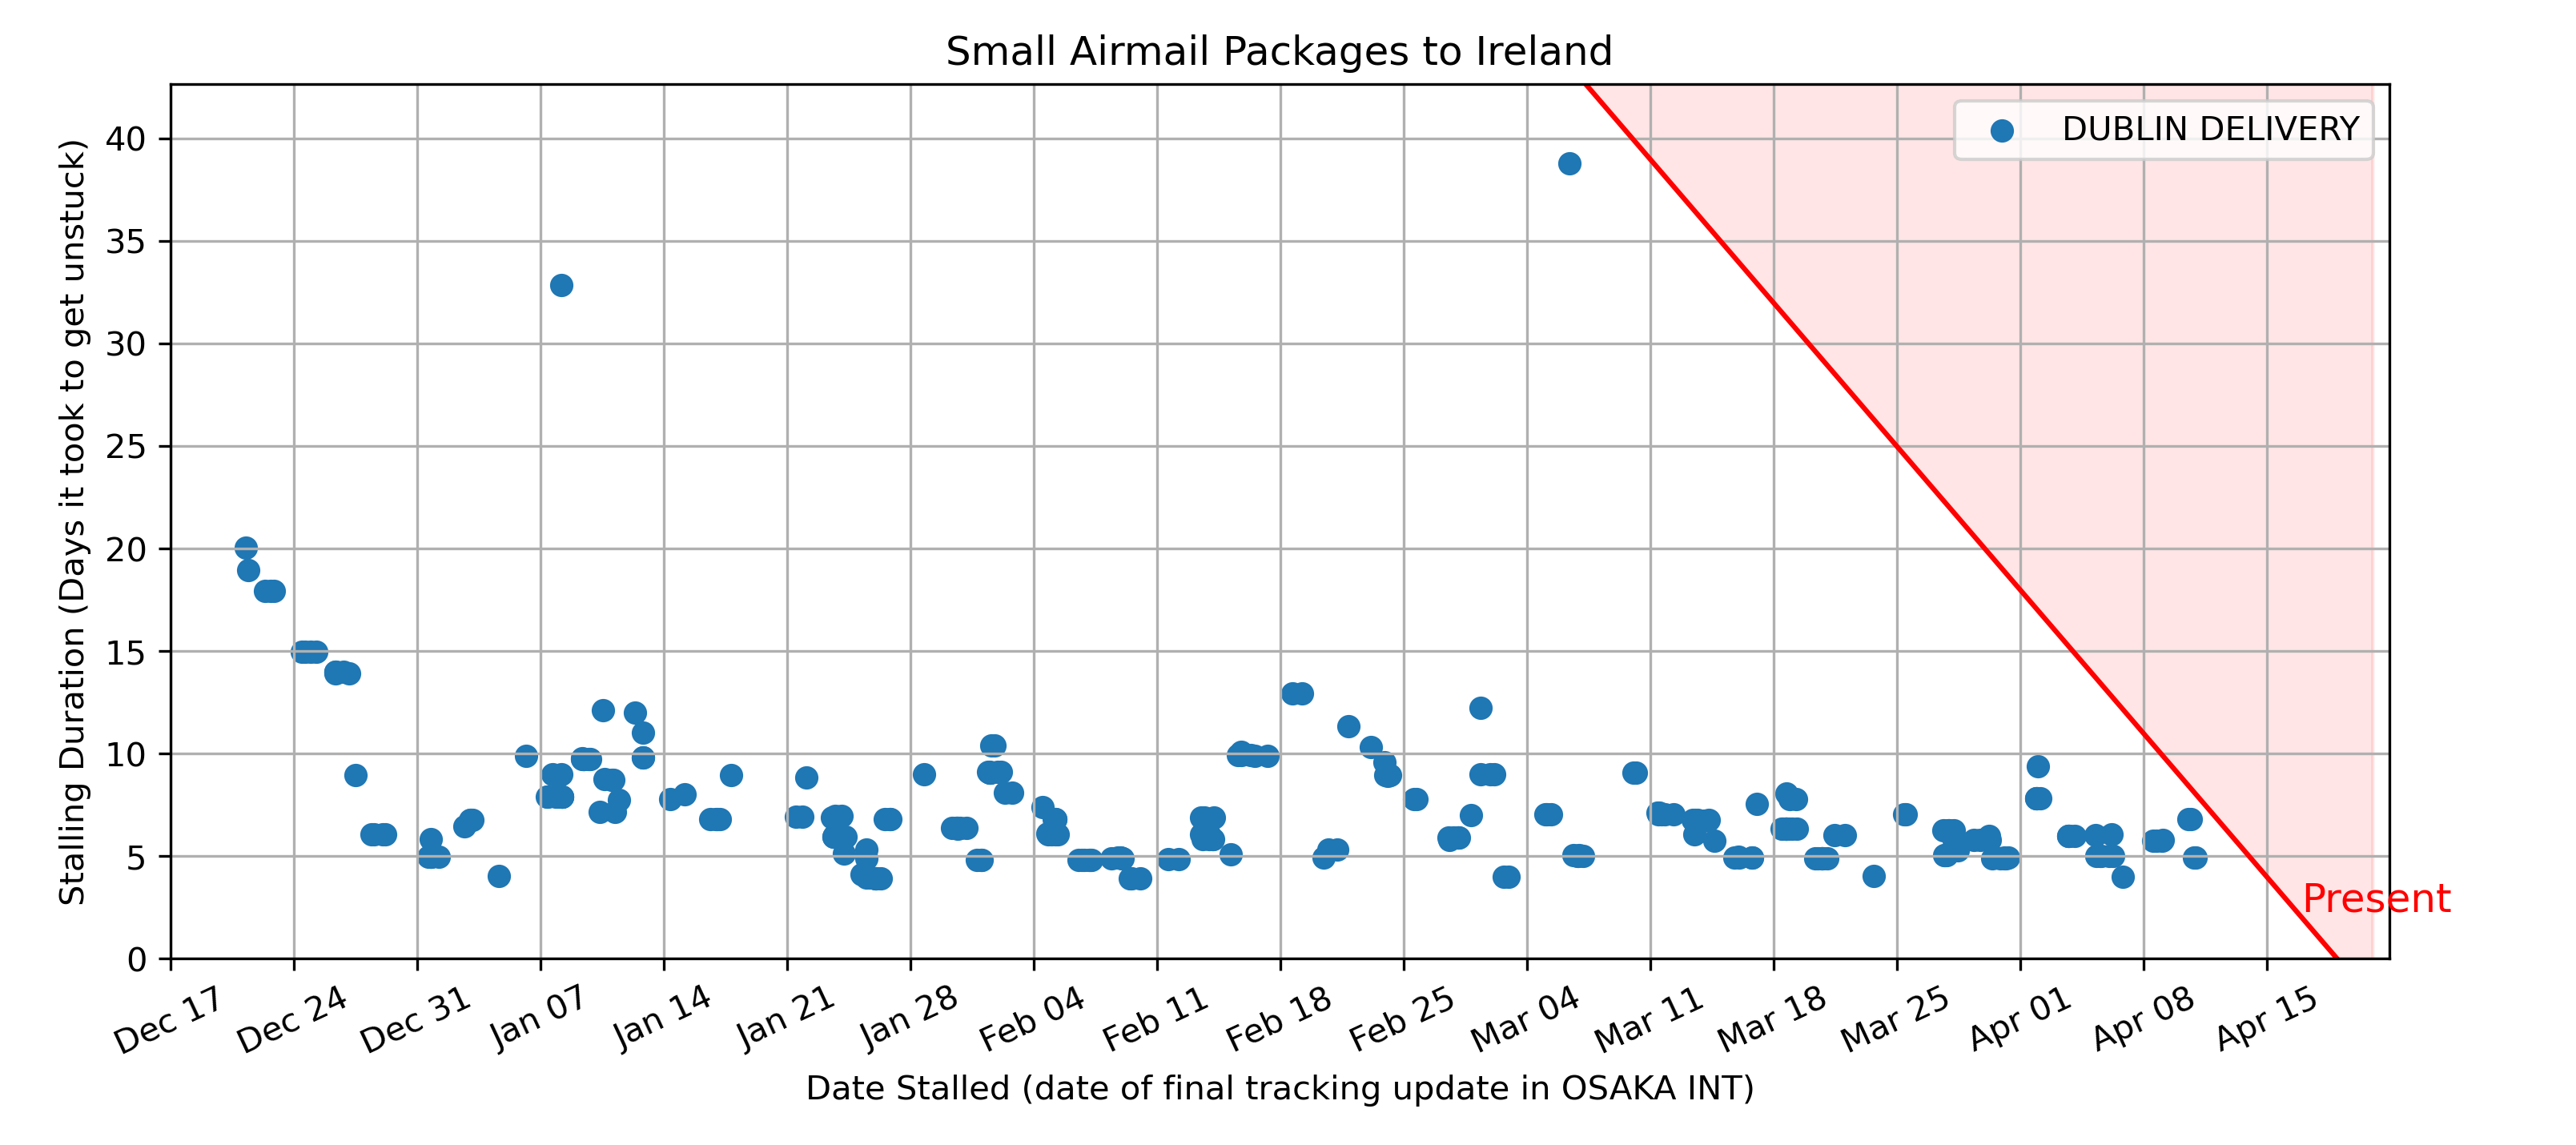 Small Airmail Packages to Ireland
DUBLIN DELIVERY
Stalling Duration (Days it took to get unstuck)
40
35
30
25
20
15
10
5
0
Present
Dec 17
Dec 24
Dec 31
Jan 07
Jan 14
Jan 21
Jan 28
Feb 04
Feb 11
Feb 18
Feb 25
Mar 04
Mar 11
Mar 18
Mar 25
Apr 01
Apr 08
Apr 15
Date Stalled (date of final tracking update in OSAKA INT)